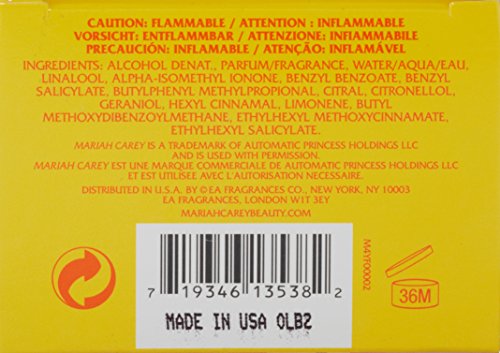 CAUTION: FLAMMABLE / ATTENTION : INFLAMMABLE
VORSICHT: ENTFLAMMBAR / ATTENZIONE: INFIAMMABILE
PRECAUCIÓN: INFLAMABLE / ATENÇÃO: INFLAMÁVEL
INGREDIENTS: ALCOHOL DENAT., PARFUM/FRAGRANCE, WATER/AQUA/EAU,
LINALOOL, ALPHA-ISOMETHYL IONONE, BENZYL BENZOATE, BENZYL
SALICYLATE, BUTYLPHENYL METHYLPROPIONAL, CITRAL, CITRONELLOL,
GERANIOL, HEXYL CINNAMAL, LIMONENE, BUTYL
METHOXYDIBENZOYLMETHANE, ETHYLHEXYL METHOXYCINNAMATE,
ETHYLHEXYL SALICYLATE.
MARIAH CAREY IS A TRADEMARK OF AUTOMATIC PRINCESS HOLDINGS LLC
AND IS USED WITH PERMISSION.
MARIAH CAREY EST UNE MARQUE COMMERCIALE DE AUTOMATIC PRINCESS HOLDINGS LLC
ET EST UTILISÉE AVEC L'AUTORISATION NECESSAIRE.
DISTRIBUTED IN U.S.A. BY ©EA FRAGRANCES CO., NEW YORK, NY 10003
EA FRAGRANCES, LONDON W1T 3EY
MARIAHCAREYBEAUTY.COM
M4YF00002
36M
7 19346 13538 2
MADE IN USA 0LB2